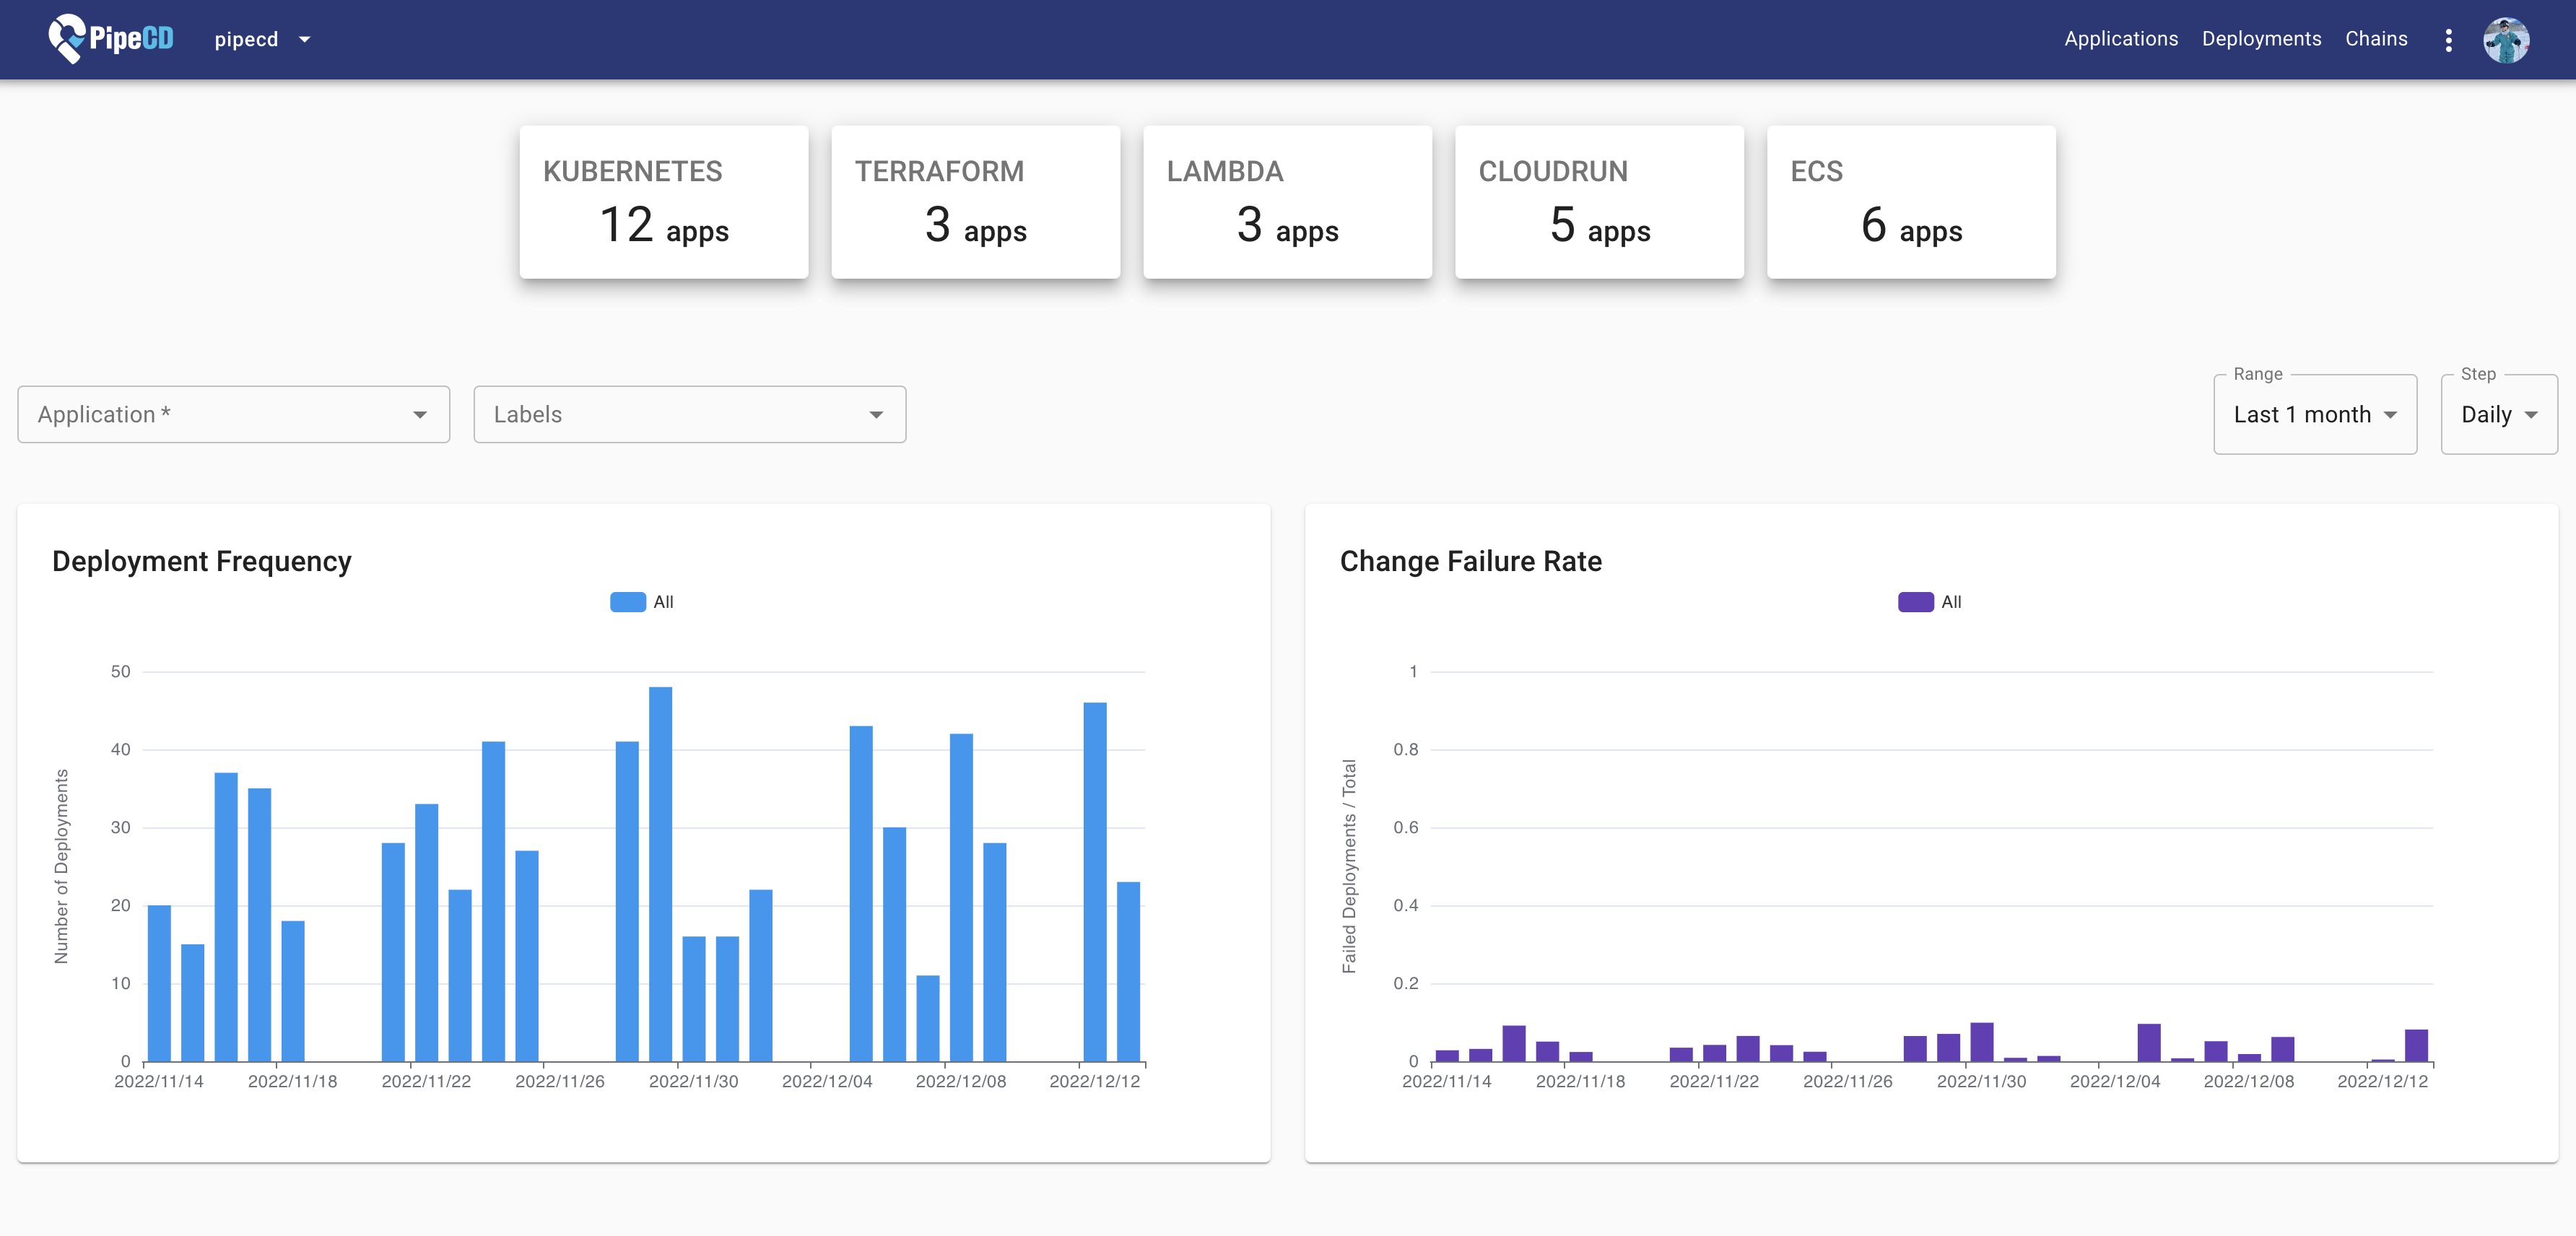 PipeCD pipecd Applications Deployments Chains
KUBERNETES
12 apps
TERRAFORM
3 apps
LAMBDA
3 apps
CLOUDRUN
5 apps
ECS
6 apps
Application *
Labels
Range
Last 1 month
Step
Daily
Deployment Frequency
All
Number of Deployments
50
40
30
20
10
0
2022/11/14 2022/11/18 2022/11/22 2022/11/26 2022/11/30 2022/12/04 2022/12/08 2022/12/12
Change Failure Rate
All
Failed Deployments / Total
1
0.8
0.6
0.4
0.2
0
2022/11/14 2022/11/18 2022/11/22 2022/11/26 2022/11/30 2022/12/04 2022/12/08 2022/12/12